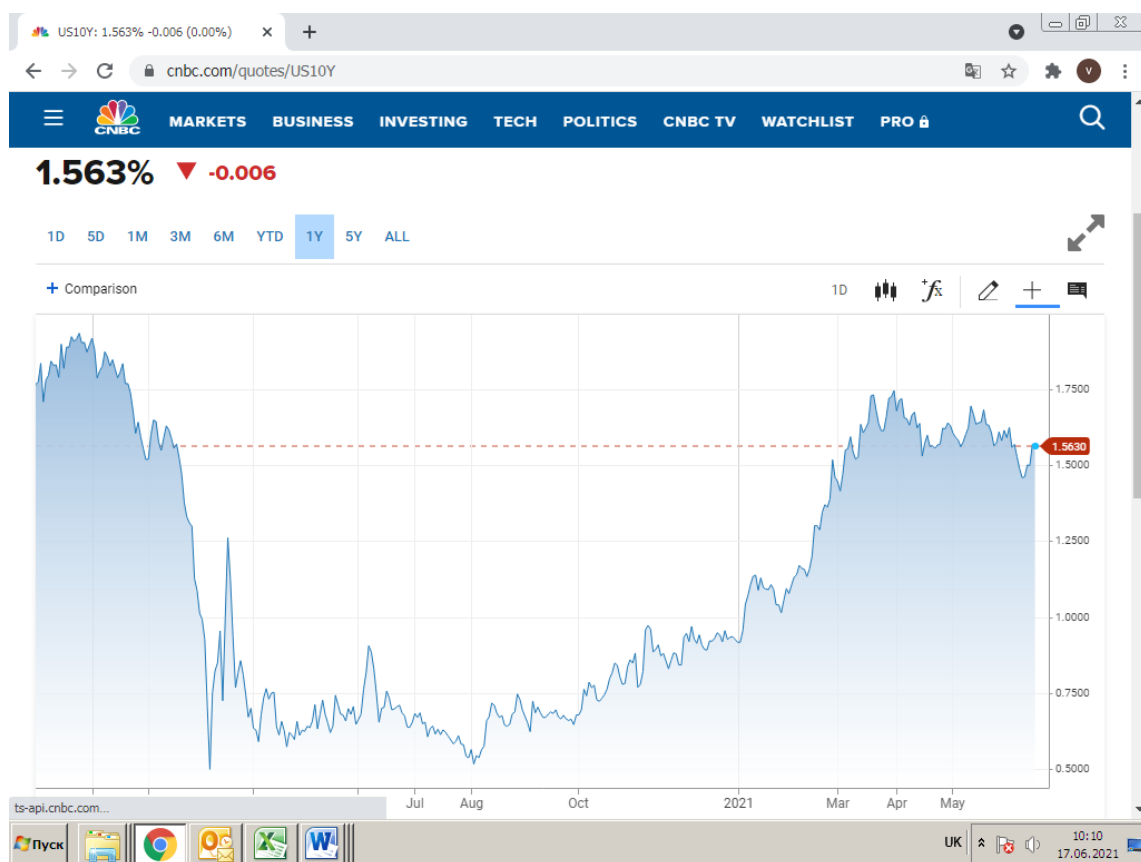 US10Y: 1.563% -0.006 (0.00%)
cnbc.com/quotes/US10Y
V
CNBC MARKETS BUSINESS INVESTING TECH POLITICS CNBC TV WATCHLIST PRO
1.563% ▼ -0.006
1D 5D 1M 3M 6M YTD 1Y 5Y ALL
+ Comparison 1D fx
1.7500
1.5630
1.5000
1.2500
1.0000
0.7500
0.5000
ts-api.cnbc.com... Jul Aug Oct 2021 Mar Apr May
Пуск UK 10:10
17.06.2021